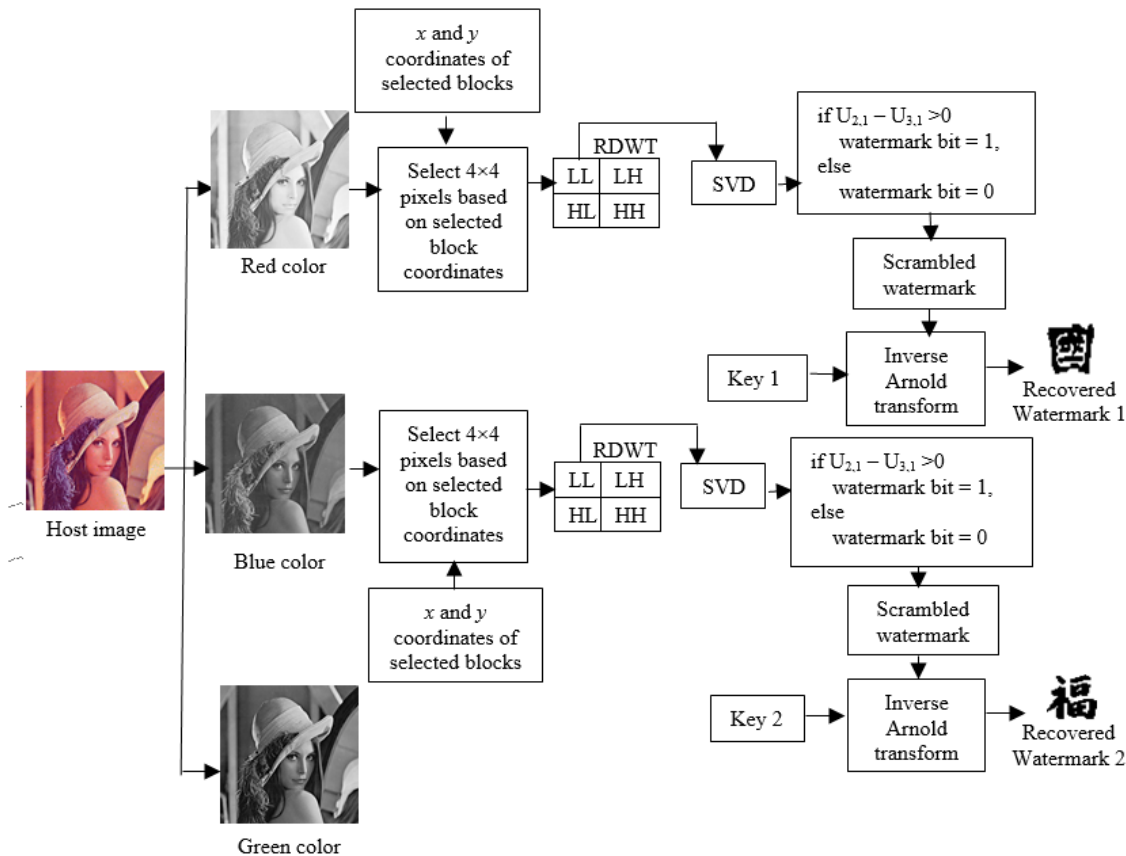 x and y
coordinates of
selected blocks
Red color
Select 4×4
pixels based
on selected
block
coordinates
RDWT
LL LH
HL HH
SVD
if U2,1 – U3,1 >0
watermark bit = 1,
else
watermark bit = 0
Scrambled
watermark
Key 1
Inverse
Arnold
transform
國
Recovered
Watermark 1
Host image
Blue color
Select 4×4
pixels based
on selected
block
coordinates
x and y
coordinates of
selected blocks
RDWT
LL LH
HL HH
SVD
if U2,1 – U3,1 >0
watermark bit = 1,
else
watermark bit = 0
Scrambled
watermark
Key 2
Inverse
Arnold
transform
福
Recovered
Watermark 2
Green color